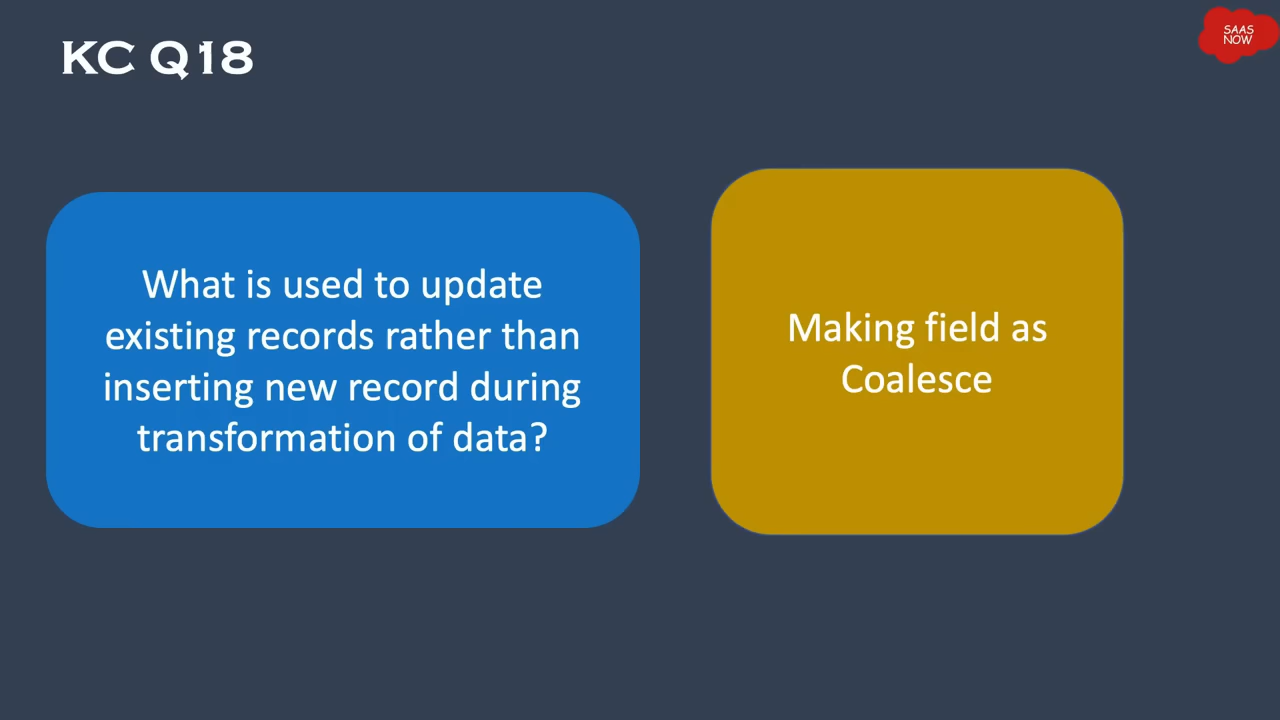 KC Q18
SAAS
NOW
What is used to update
existing records rather than
inserting new record during
transformation of data?
Making field as
Coalesce